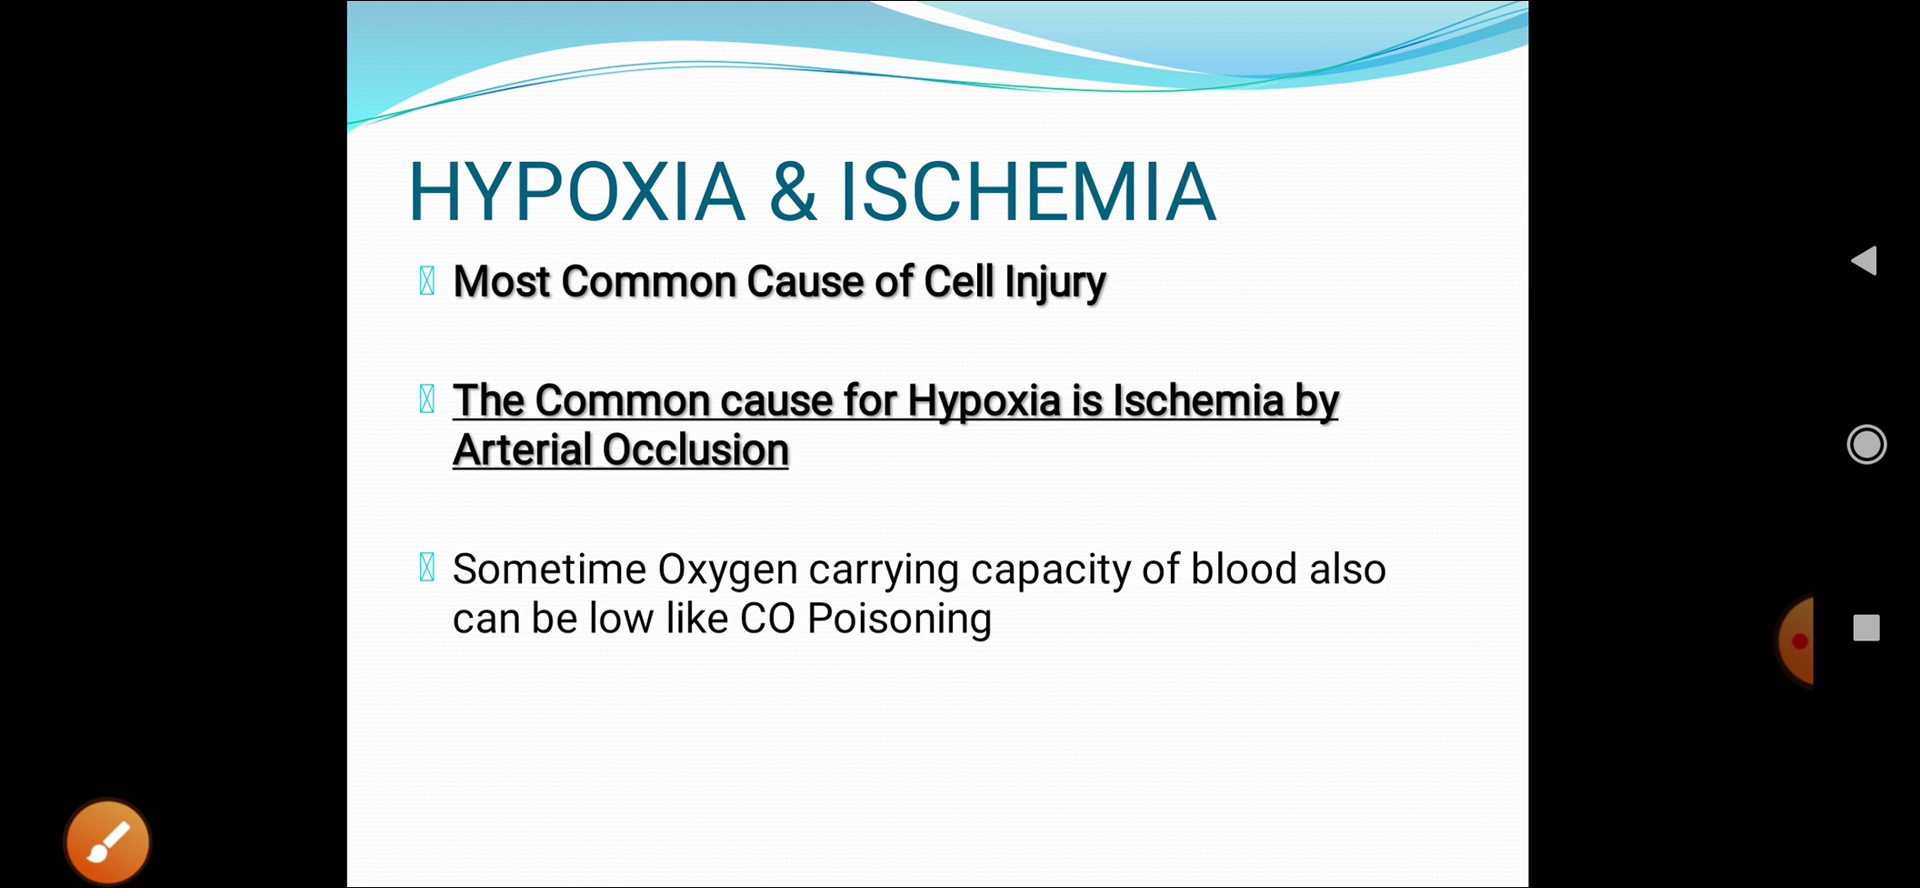 HYPOXIA & ISCHEMIA
Most Common Cause of Cell Injury
The Common cause for Hypoxia is Ischemia by
Arterial Occlusion
Sometime Oxygen carrying capacity of blood also
can be low like CO Poisoning